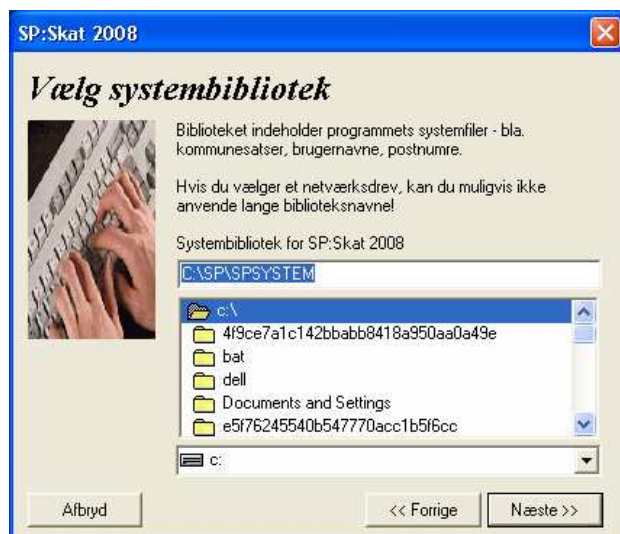 SP:Skat 2008
Vælg systembibliotek
Biblioteket indeholder programmets systemfiler - bla.
kommunesatser, brugernavne, postnumre.
Hvis du vælger et netværksdrev, kan du muligvis ikke
anvende lange biblioteksnavne!
Systembibliotek for SP:Skat 2008
C:\SP\SPSYSTEM
c:\
4f9ce7a1c142bbabb8418a950aa0a49e
bat
dell
Documents and Settings
e5f76245540b547770acc1b5f6cc
c:
Afbryd
<< Forrige
Næste >>